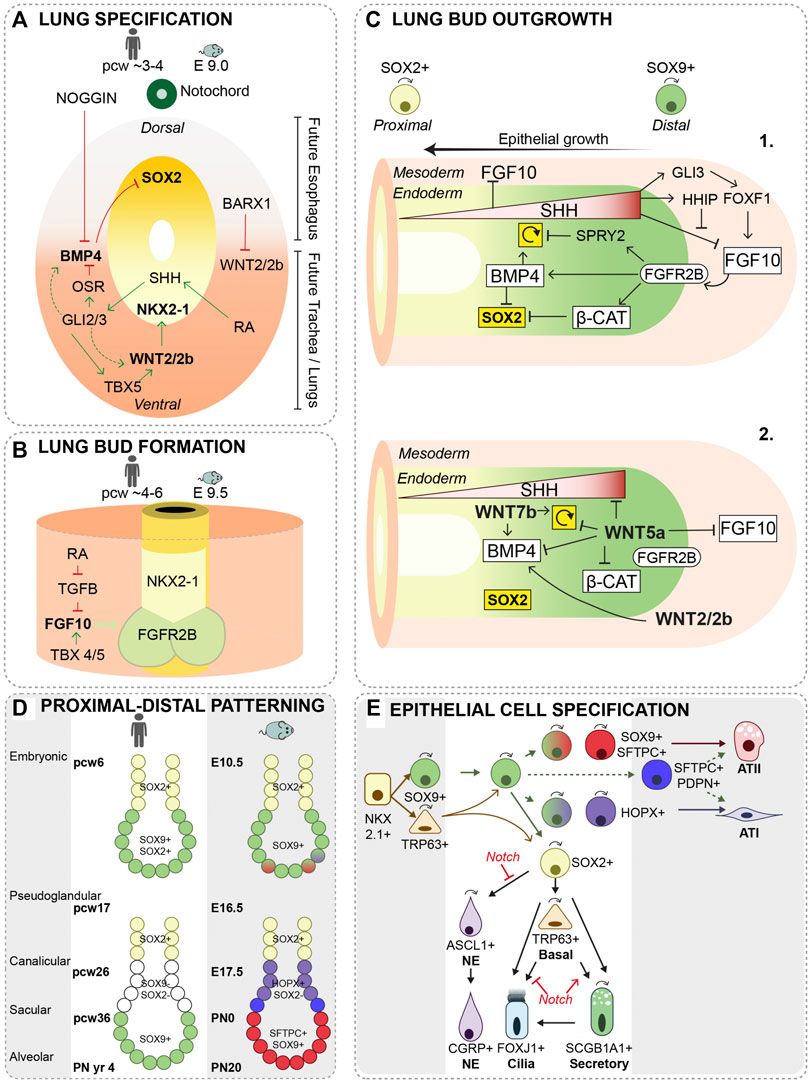 A LUNG SPECIFICATION
pcw ~3-4
E 9.0
NOGGIN
Notochord
Dorsal
SOX2
BARX1
BMP4
WNT2/2b
OSR
SHH
GLI2/3
NKX2-1
RA
WNT2/2b
TBX5
Ventral
Future Esophagus
Future Trachea / Lungs
B LUNG BUD FORMATION
pcw ~4-6
E 9.5
RA
TGFB
FGF10
TBX 4/5
NKX2-1
FGFR2B
C LUNG BUD OUTGROWTH
SOX2+
SOX9+
Proximal
Distal
Epithelial growth
1.
Mesoderm
Endoderm
FGF10
GLI3
SHH
HHIP
FOXF1
SPRY2
FGF10
BMP4
FGFR2B
SOX2
β-CAT
2.
Mesoderm
Endoderm
SHH
WNT7b
WNT5a
FGF10
BMP4
FGFR2B
β-CAT
SOX2
WNT2/2b
D PROXIMAL-DISTAL PATTERNING
Embryonic
pcw6
E10.5
SOX2+
SOX2+
SOX9+
SOX2+
SOX9+
Pseudoglandular
pcw17
E16.5
SOX2+
SOX2+
Canalicular
pcw26
E17.5
SOX9-
SOX2-
HOPX+
SOX2-
Sacular
pcw36
PN0
SOX9+
SFTPC+
SOX9+
Alveolar
PN yr 4
PN20
E EPITHELIAL CELL SPECIFICATION
SOX9+
SFTPC+
ATII
NKX
2.1+
SOX9+
TRP63+
SFTPC+
PDPN+
HOPX+
ATI
Notch
SOX2+
ASCL1+
NE
TRP63+
Basal
Notch
CGRP+
NE
FOXJ1+
Cilia
SCGB1A1+
Secretory